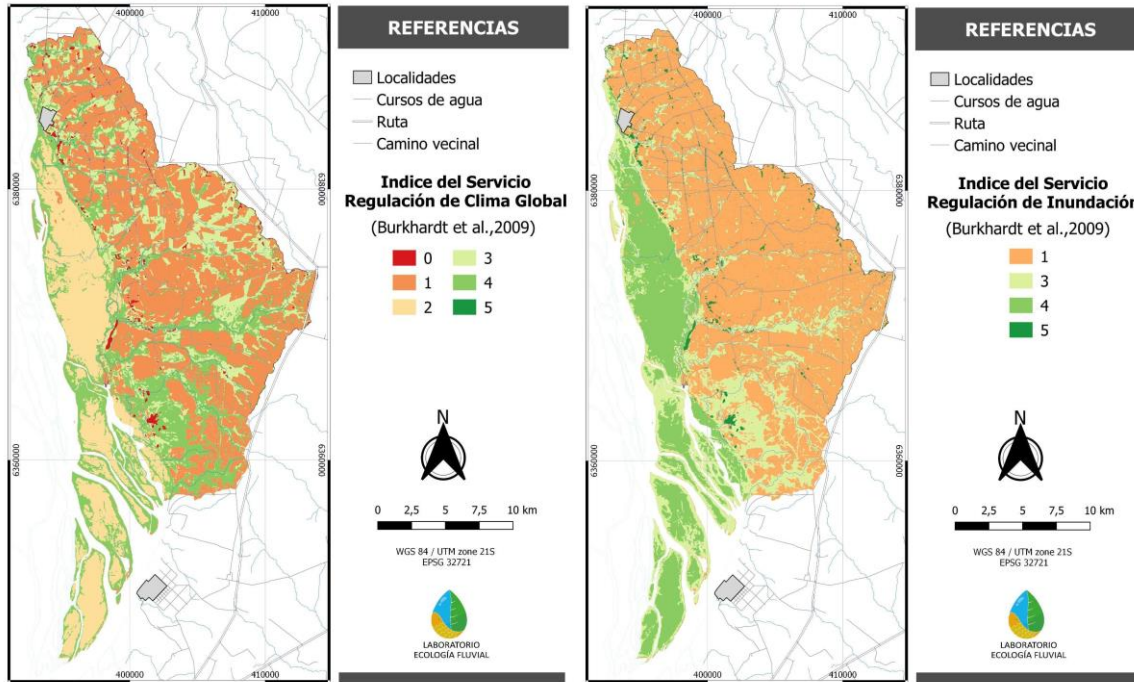 400000
410000
6380000
6380000
6360000
6360000
400000
410000
REFERENCIAS
Localidades
Cursos de agua
Ruta
Camino vecinal
Indice del Servicio
Regulación de Clima Global
(Burkhardt et al.,2009)
0
3
1
4
2
5
N
0
2,5
5
7,5
10 km
WGS 84 / UTM zone 21S
EPSG 32721
LABORATORIO
ECOLOGÍA FLUVIAL
400000
410000
6380000
6380000
6360000
6360000
400000
410000
REFERENCIAS
Localidades
Cursos de agua
Ruta
Camino vecinal
Indice del Servicio
Regulación de Inundación
(Burkhardt et al.,2009)
1
3
4
5
N
0
2,5
5
7,5
10 km
WGS 84 / UTM zone 21S
EPSG 32721
LABORATORIO
ECOLOGÍA FLUVIAL